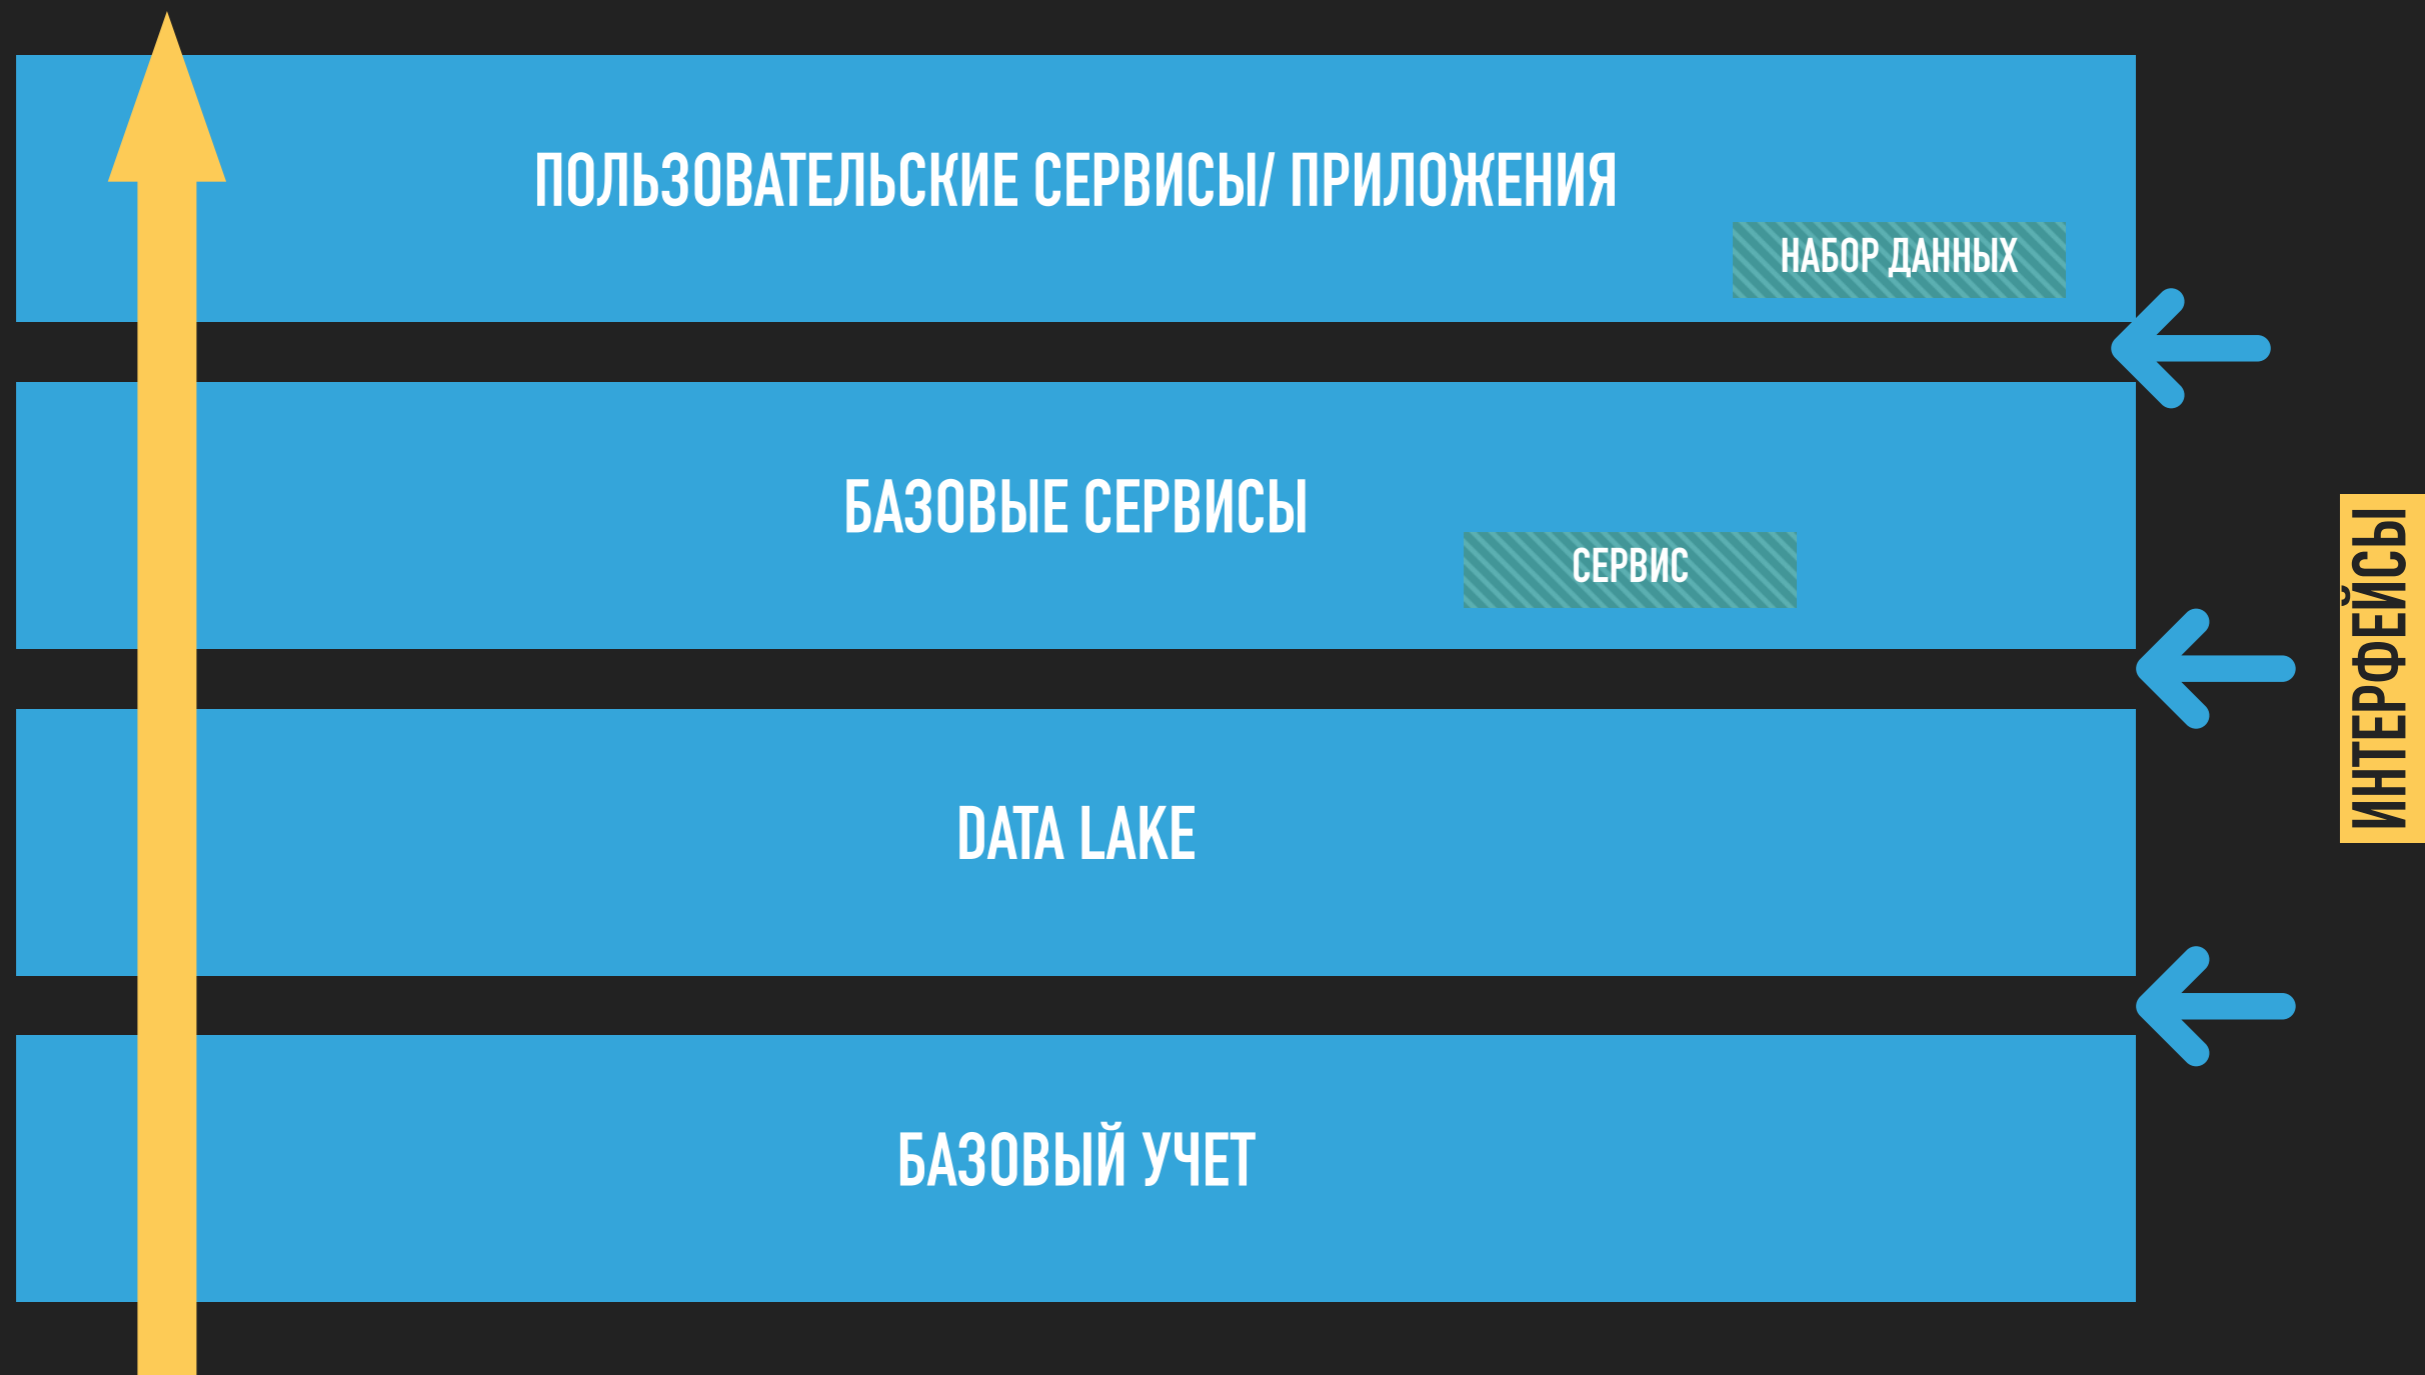 ПОЛЬЗОВАТЕЛЬСКИЕ СЕРВИСЫ/ ПРИЛОЖЕНИЯ
НАБОР ДАННЫХ
БАЗОВЫЕ СЕРВИСЫ
СЕРВИС
ИНТЕРФЕЙСЫ
DATA LAKE
БАЗОВЫЙ УЧЕТ